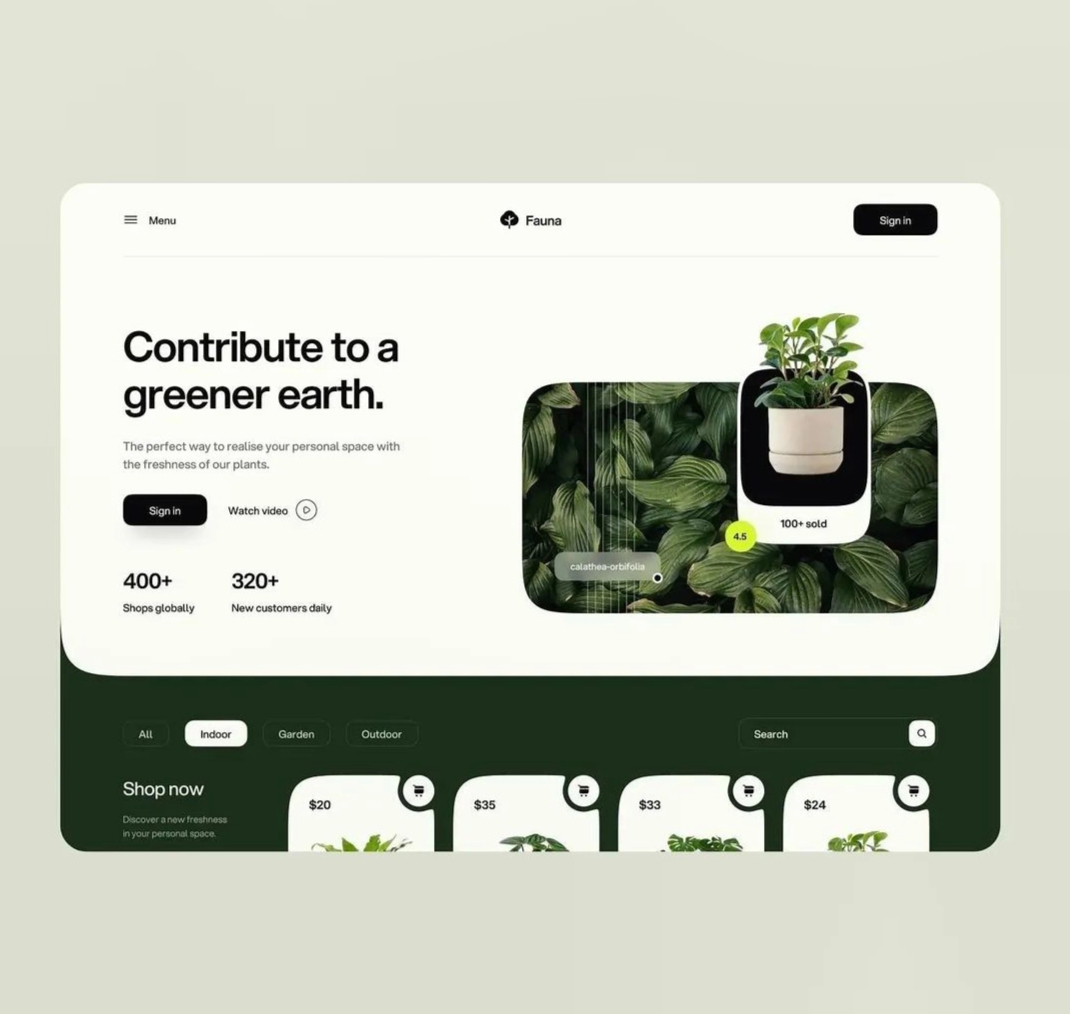 Menu
Fauna
Sign in
Contribute to a
greener earth.
The perfect way to realise your personal space with
the freshness of our plants.
Sign in
Watch video
400+
320+
Shops globally
New customers daily
100+ sold
4.5
calathea-orbifolia
All
Indoor
Garden
Outdoor
Search
Shop now
Discover a new freshness
in your personal space.
$20
$35
$33
$24